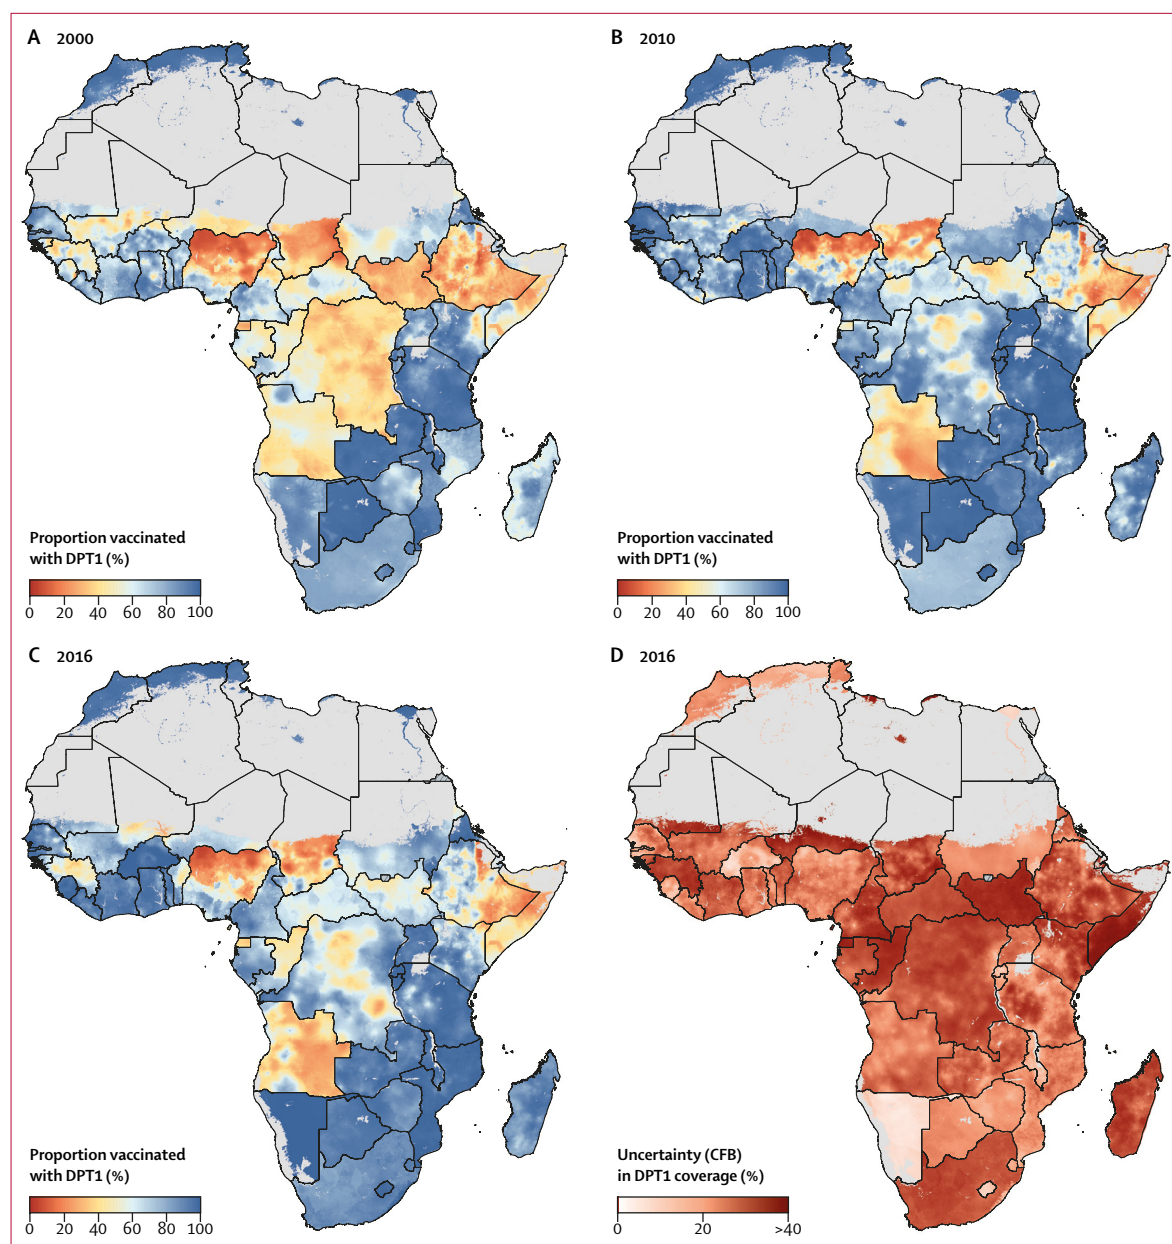 A 2000
B 2010
Proportion vaccinated
with DPT1 (%)
0 20 40 60 80 100
Proportion vaccinated
with DPT1 (%)
0 20 40 60 80 100
C 2016
D 2016
Proportion vaccinated
with DPT1 (%)
0 20 40 60 80 100
Uncertainty (CFB)
in DPT1 coverage (%)
0 20 >40